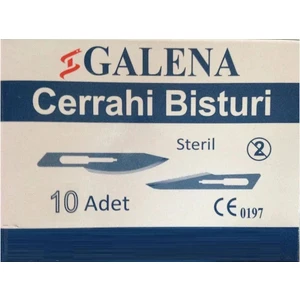 GALENA
Cerrahi Bisturi
Steril
2
10 Adet
CE 0197